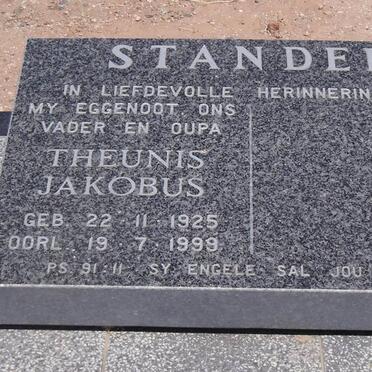 STANDE
IN LIEFDEVOLLE HERINNERIN
MY EGGENOOT ONS
VADER EN OUPA
THEUNIS
JAKOBUS
GEB 22·11·1925
OORL 19·7·1999
PS 91:11 SY ENGELE SAL JOU